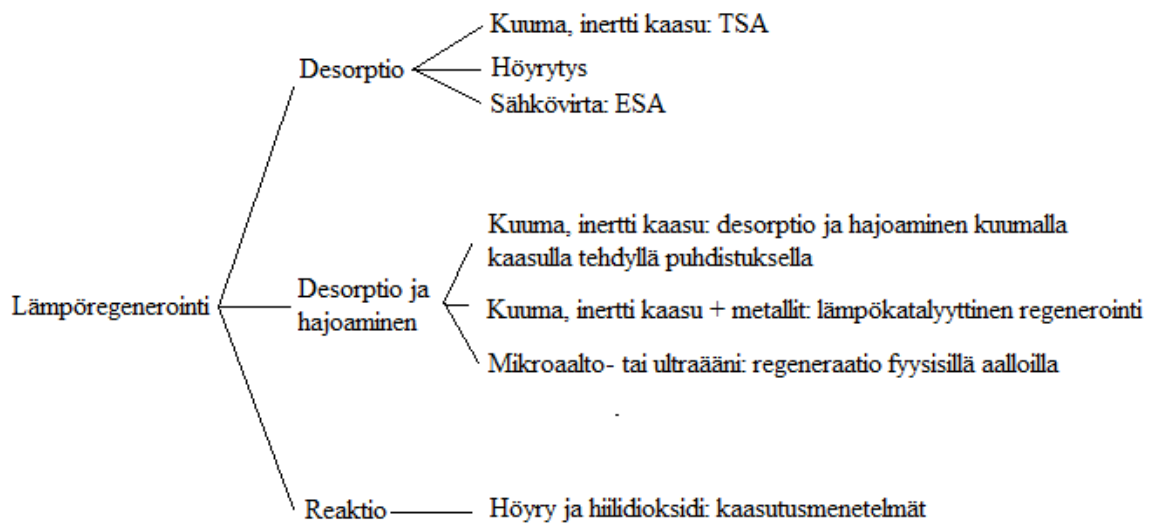 Kuuma, inertti kaasu: TSA
Desorptio
Höyrytys
Sähkövirta: ESA
Kuuma, inertti kaasu: desorptio ja hajoaminen kuumalla
kaasulla tehdyllä puhdistuksella
Lämpöregenerointi
Desorptio ja
hajoaminen
Kuuma, inertti kaasu + metallit: lämpökatalyyttinen regenerointi
Mikroaalto- tai ultraääni: regeneraatio fyysisillä aalloilla
.
Reaktio
Höyry ja hiilidioksidi: kaasutusmenetelmät